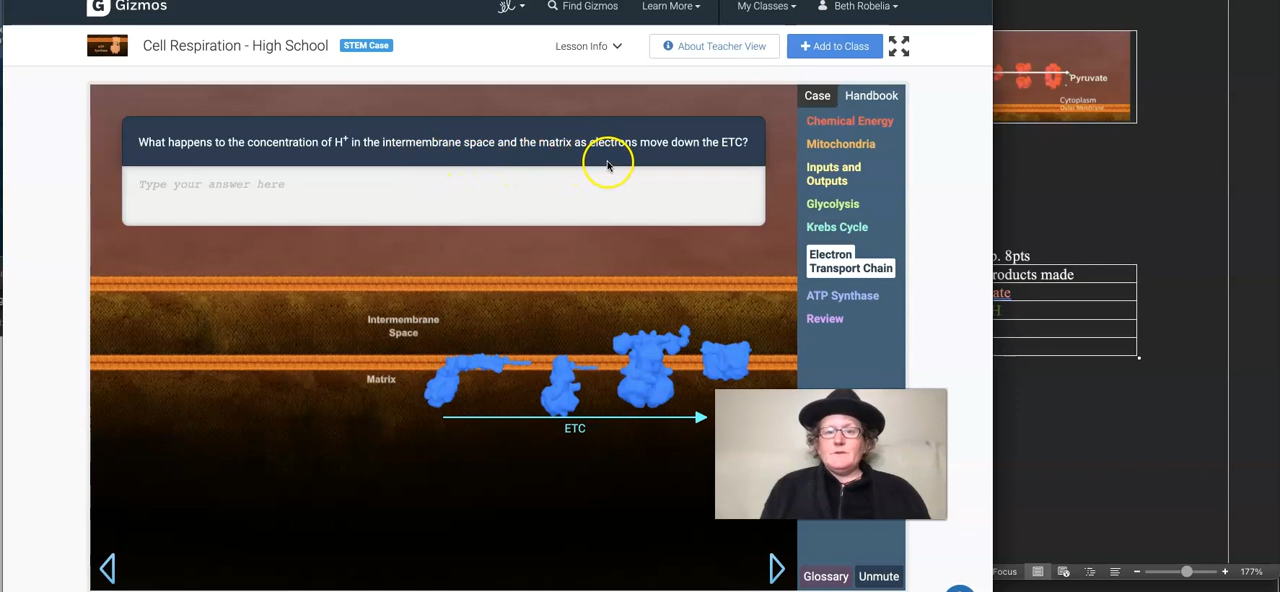 G Gizmos
Find Gizmos
Learn More
My Classes
Beth Robelia
Cell Respiration - High School
STEM Case
Lesson Info
About Teacher View
+ Add to Class
What happens to the concentration of H+ in the intermembrane space and the matrix as electrons move down the ETC?
Type your answer here
Intermembrane
Space
Matrix
ETC
Case
Handbook
Chemical Energy
Mitochondria
Inputs and
Outputs
Glycolysis
Krebs Cycle
Electron
Transport Chain
ATP Synthase
Review
Glossary
Unmute
Pyruvate
Cytoplasm
Outer Membrane
. 8pts
roducts made
ate
H
Focus
177%